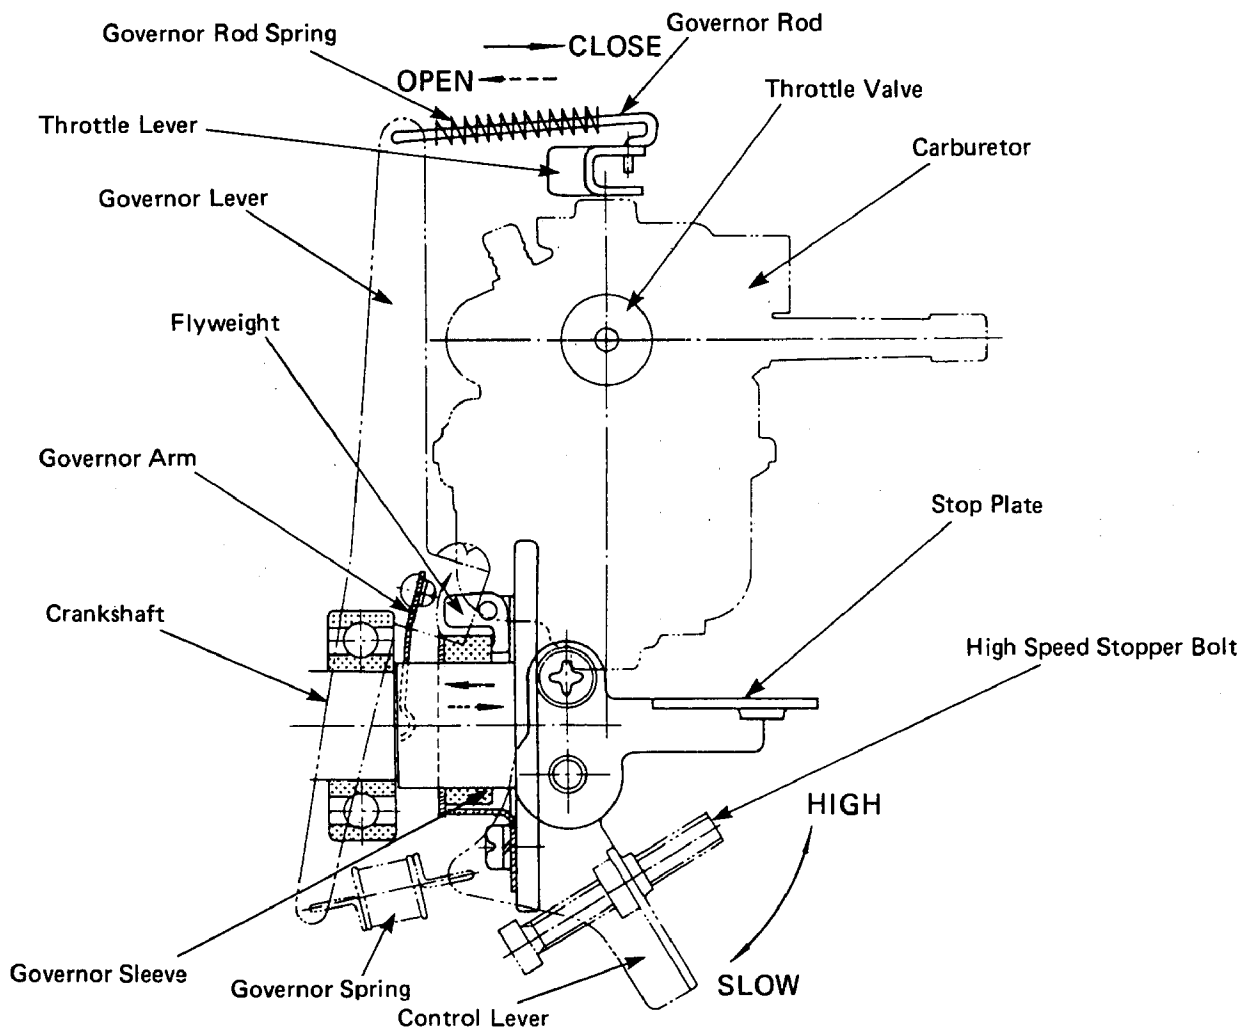 Governor Rod Spring
Governor Rod
CLOSE
OPEN
Throttle Valve
Throttle Lever
Carburetor
Governor Lever
Flyweight
Governor Arm
Stop Plate
Crankshaft
High Speed Stopper Bolt
HIGH
Governor Sleeve
Governor Spring
SLOW
Control Lever